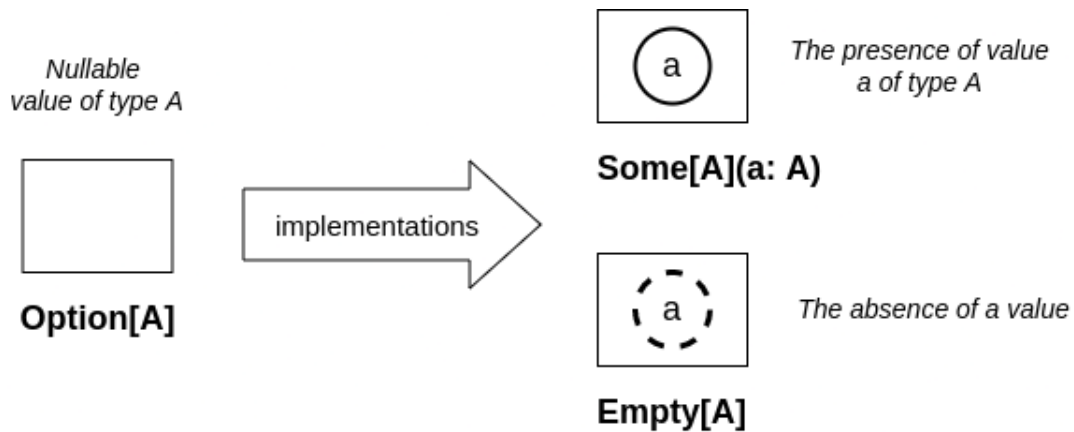 Nullable
value of type A
Option[A]
implementations
a
The presence of value
a of type A
Some[A](a: A)
a
The absence of a value
Empty[A]